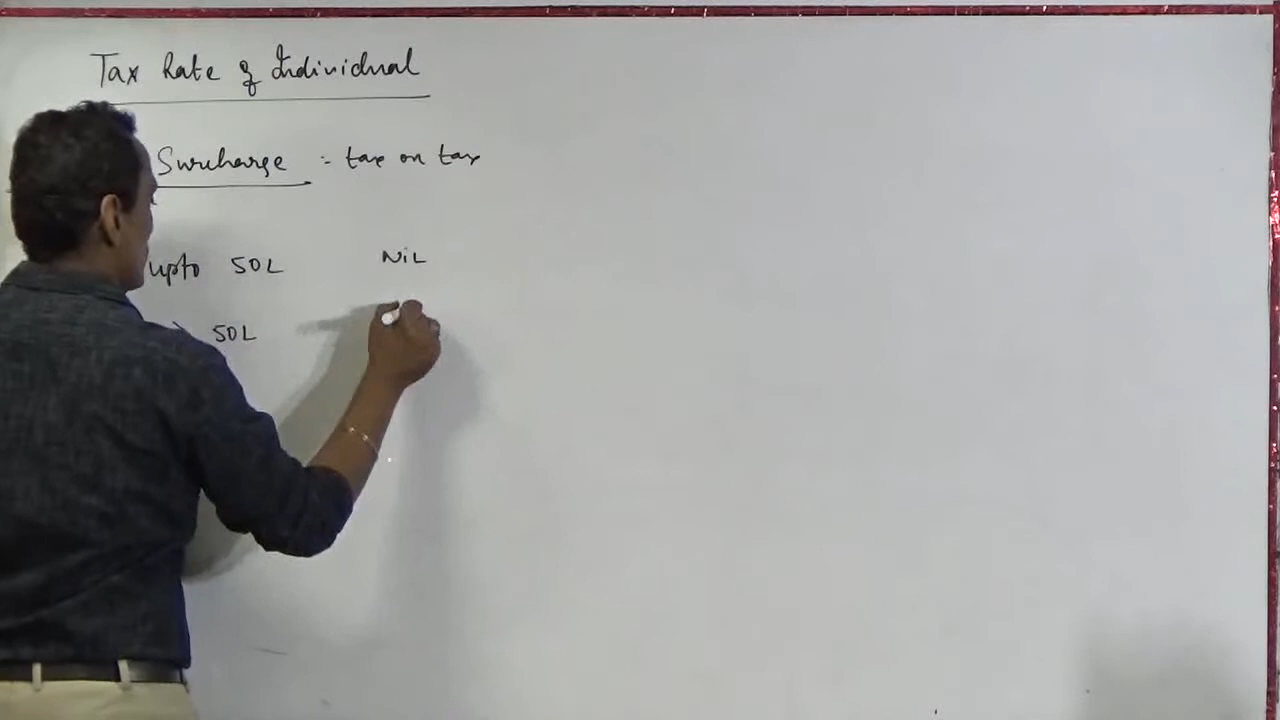 Tax Rate of Individual
Surcharge := tax on tax
upto 50L NiL
> 50L